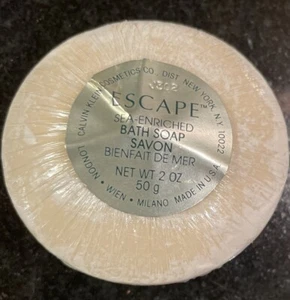 CALVIN KLEIN COSMETICS CO. DIST. NEW YORK, N.Y. 10022
ESCAPE™
SEA-ENRICHED
BATH SOAP
SAVON
BIENFAIT DE MER
NET WT 2 OZ.
50 g
LONDON • WIEN • MILANO MADE IN U.S.A.